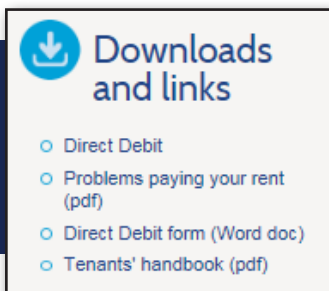 Downloads
and links
Direct Debit
Problems paying your rent
(pdf)
Direct Debit form (Word doc)
Tenants' handbook (pdf)